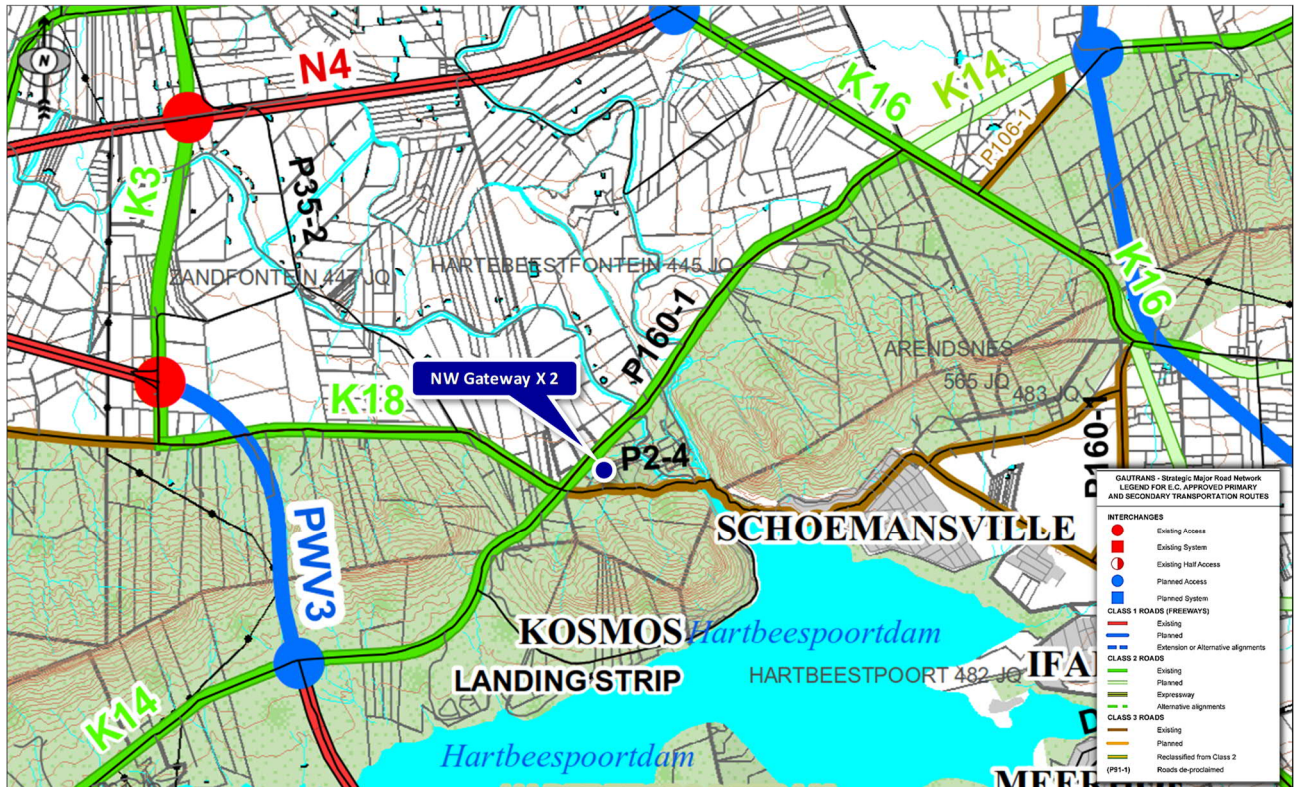 N
N4
K16
K14
P106-1
K3
P35-2
ZANDFONTEIN 447 JQ
HARTEBEESTFONTEIN 445 JQ
K16
P160-1
ARENDSNES
565 JQ
483 JQ
NW Gateway X 2
K18
P2-4
P160-1
SCHOEMANSVILLE
PWV3
KOSMOS
Hartbeespoortdam
LANDING STRIP
HARTBEESTPOORT 482 JQ
IFA
K14
D
Hartbeespoortdam
GAUTRANS - Strategic Major Road Network
LEGEND FOR E.C. APPROVED PRIMARY
AND SECONDARY TRANSPORTATION ROUTES
INTERCHANGES
Existing Access
Existing System
Existing Half Access
Planned Access
Planned System
CLASS 1 ROADS (FREEWAYS)
Existing
Planned
Extension or Alternative alignments
CLASS 2 ROADS
Existing
Planned
Expressway
Alternative alignments
CLASS 3 ROADS
Existing
Planned
Reclassified from Class 2
(P91-1) Roads de-proclaimed